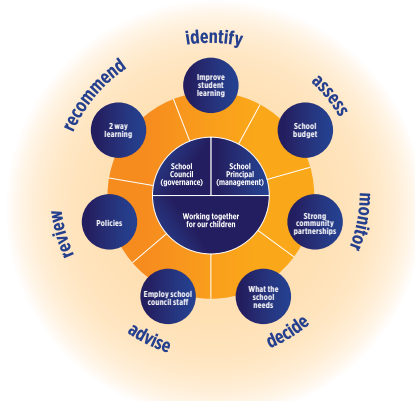 identify
Improve
student
learning
assess
School
budget
monitor
Strong
community
partnerships
decide
What the
school
needs
advise
Employ school
council staff
review
Policies
recommend
2 way
learning
School
Council
(governance)
School
Principal
(management)
Working together
for our children